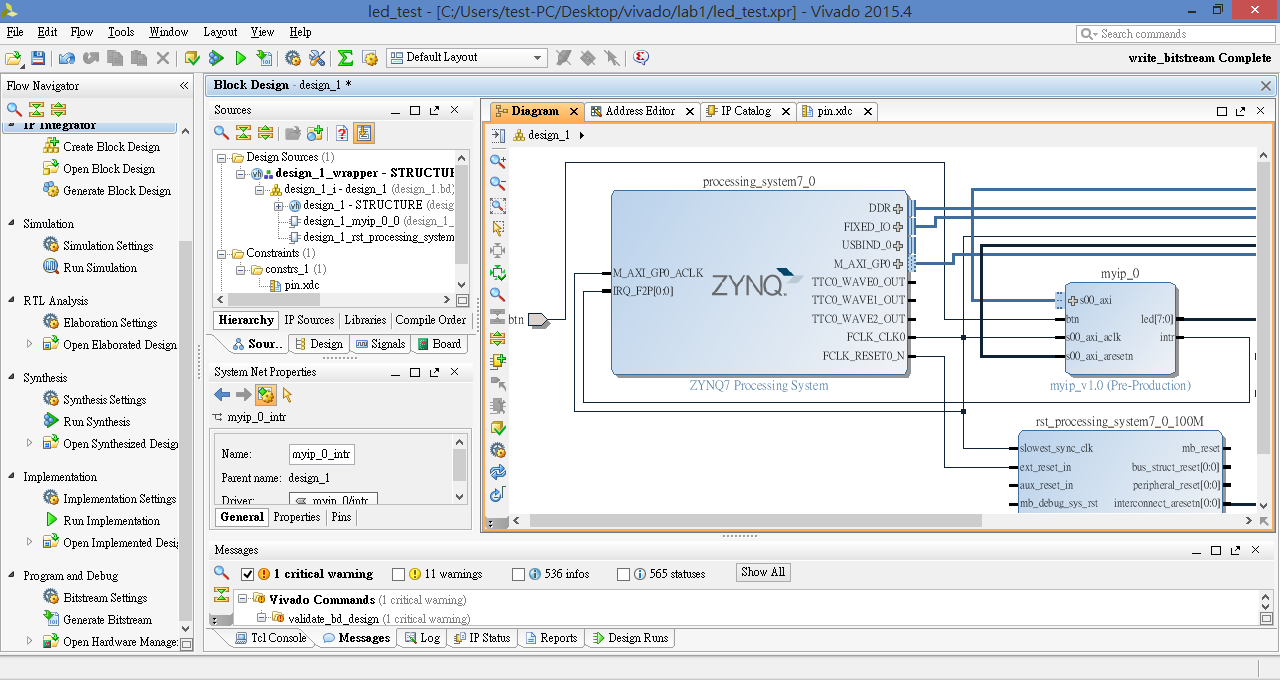 led_test - [C:/Users/test-PC/Desktop/vivado/lab1/led_test.xpr] - Vivado 2015.4
File Edit Flow Tools Window Layout View Help
Search commands
Default Layout
write_bitstream Complete
Flow Navigator
IP Integrator
Create Block Design
Open Block Design
Generate Block Design
Simulation
Simulation Settings
Run Simulation
RTL Analysis
Elaboration Settings
Open Elaborated Design
Synthesis
Synthesis Settings
Run Synthesis
Open Synthesized Design
Implementation
Implementation Settings
Run Implementation
Open Implemented Desi
Program and Debug
Bitstream Settings
Generate Bitstream
Open Hardware Manage
Block Design - design_1 *
Sources
Design Sources (1)
design_1_wrapper - STRUCTU
design_1_i - design_1 (design_1.bd)
design_1 - STRUCTURE (desig
design_1_myip_0_0 (design_1_
design_1_rst_processing_system
Constraints (1)
constrs_1 (1)
pin.xdc
Hierarchy IP Sources Libraries Compile Order
Sour... Design Signals Board
System Net Properties
myip_0_intr
Name: myip_0_intr
Parent name: design_1
Driver: myip_0/intr
General Properties Pins
Diagram Address Editor IP Catalog pin.xdc
design_1
processing_system7_0
DDR
FIXED_IO
USBIND_0
M_AXI_GP0
M_AXI_GP0_ACLK
IRQ_F2P[0:0]
ZYNQ
TTC0_WAVE0_OUT
TTC0_WAVE1_OUT
TTC0_WAVE2_OUT
FCLK_CLK0
FCLK_RESET0_N
ZYNQ7 Processing System
btn
myip_0
s00_axi
btn
s00_axi_aclk
s00_axi_aresetn
led[7:0]
intr
myip_v1.0 (Pre-Production)
rst_processing_system7_0_100M
slowest_sync_clk
ext_reset_in
aux_reset_in
mb_debug_sys_rst
mb_reset
bus_struct_reset[0:0]
peripheral_reset[0:0]
interconnect_aresetn[0:0]
Messages
1 critical warning 11 warnings 536 infos 565 statuses Show All
Vivado Commands (1 critical warning)
validate_bd_design (1 critical warning)
Tcl Console Messages Log IP Status Reports Design Runs